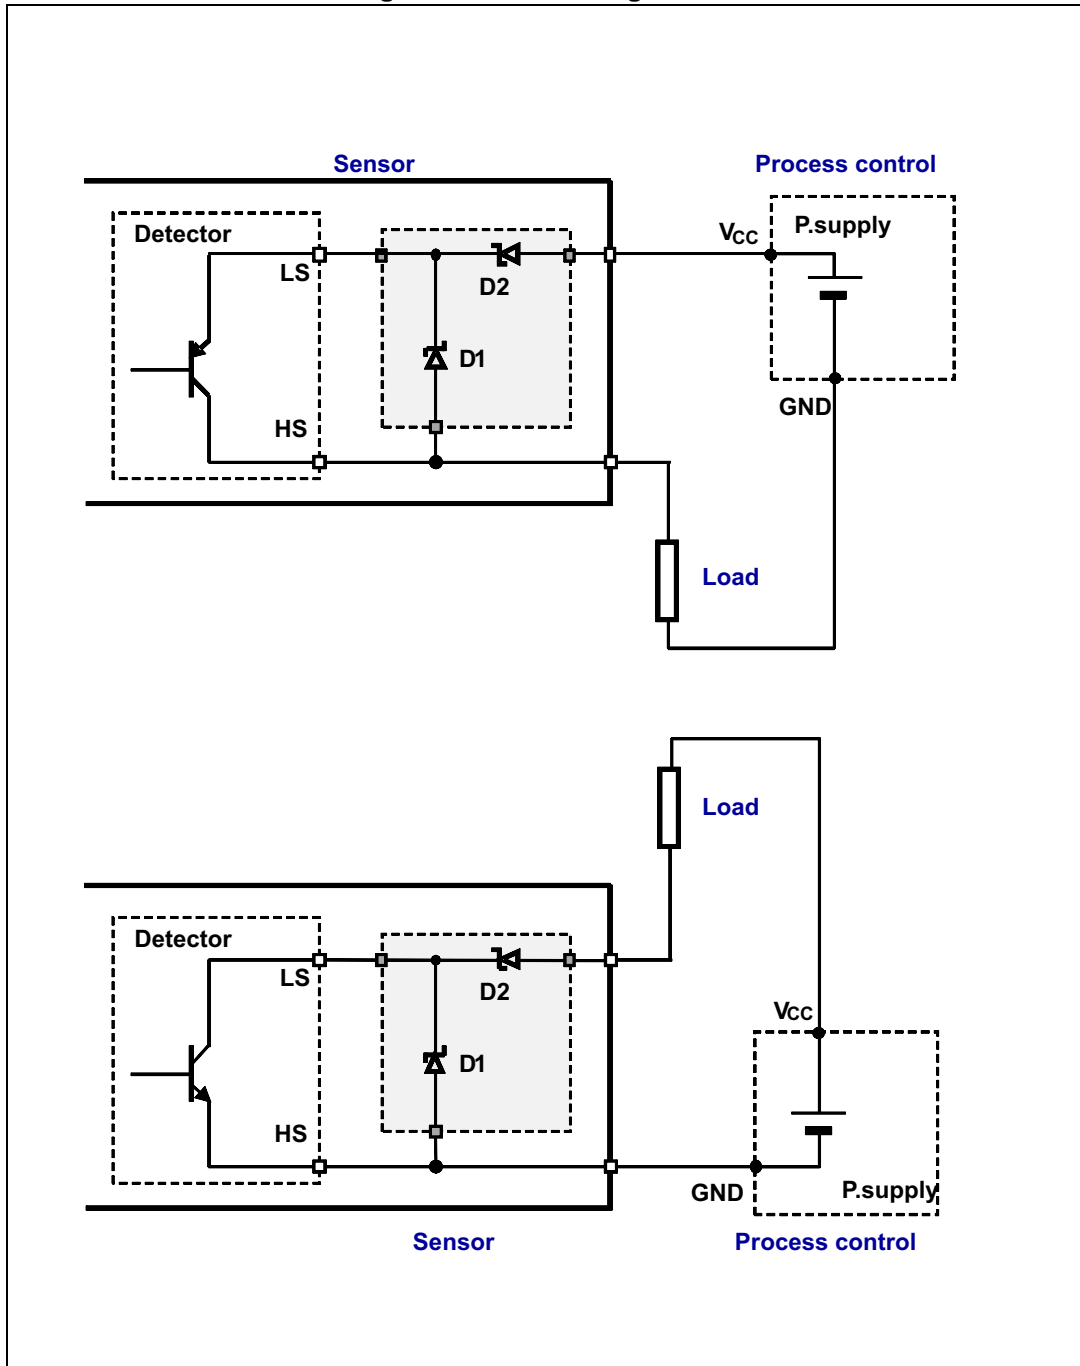 Sensor
Process control
Detector
LS
D2
D1
HS
VCC
P.supply
GND
Load
Load
Detector
LS
D2
D1
HS
VCC
GND
P.supply
Sensor
Process control